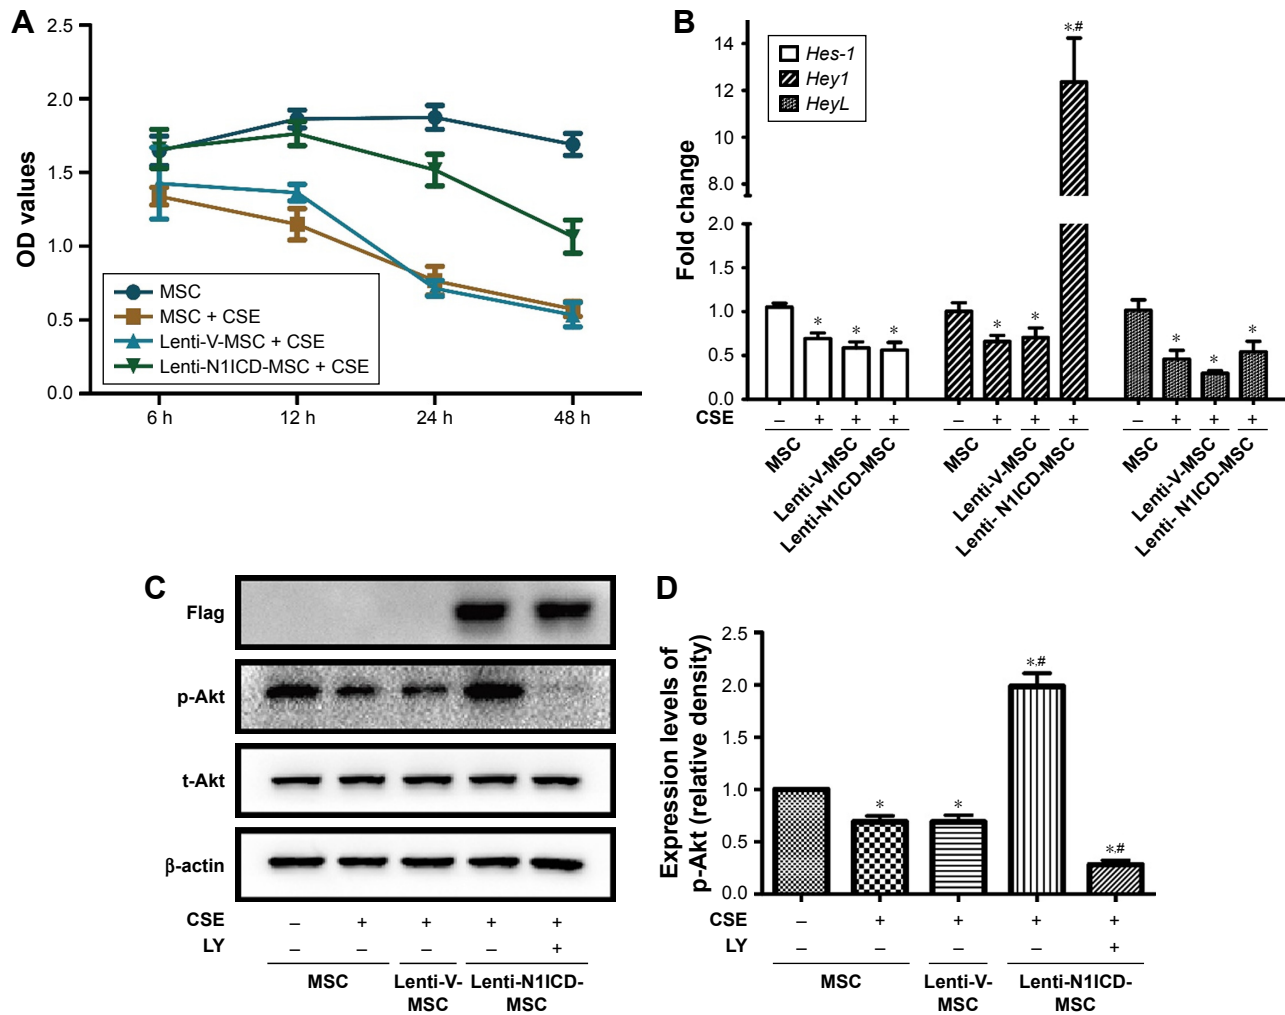 A
2.5
2.0
1.5
1.0
0.5
0.0
OD values
MSC
MSC + CSE
Lenti-V-MSC + CSE
Lenti-N1ICD-MSC + CSE
6 h
12 h
24 h
48 h
B
Hes-1
Hey1
HeyL
*,#
14
12
10
8.0
2.0
1.5
1.0
0.5
0.0
Fold change
* * *
* *
* * *
CSE – + + + – + + + – + + +
MSC
Lenti-V-MSC
Lenti-N1ICD-MSC
MSC
Lenti-V-MSC
Lenti- N1ICD-MSC
MSC
Lenti-V-MSC
Lenti- N1ICD-MSC
C
Flag
p-Akt
t-Akt
β-actin
CSE – + + + +
LY – – – – +
MSC
Lenti-V-
MSC
Lenti-N1ICD-
MSC
D
Expression levels of
p-Akt (relative density)
2.5
2.0
1.5
1.0
0.5
0.0
*
*
*,#
*,#
CSE – + + + +
LY – – – – +
MSC
Lenti-V-
MSC
Lenti-N1ICD-
MSC